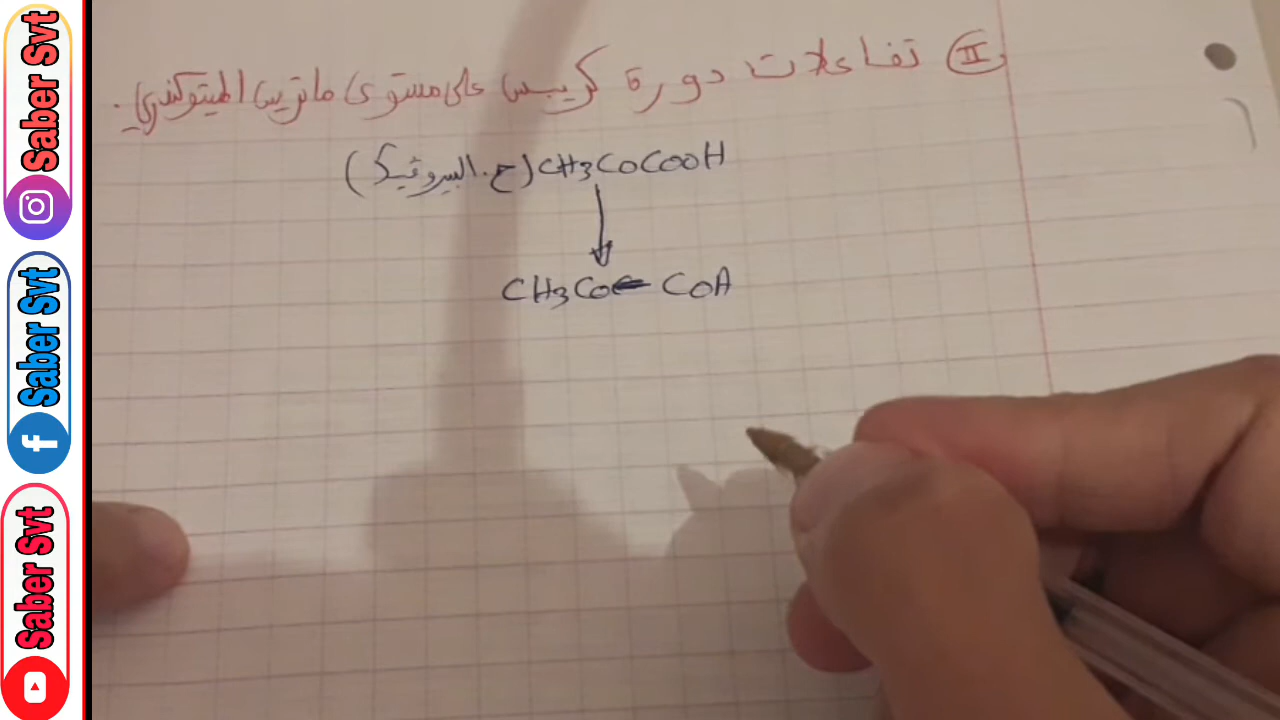 II تفاعلات دورة كريبس على مستوى ماتريس الميتوكندري.
CH3COCOOH (ح. البيروفيك)
CH3CO CoA
Saber Svt
Saber Svt
Saber Svt